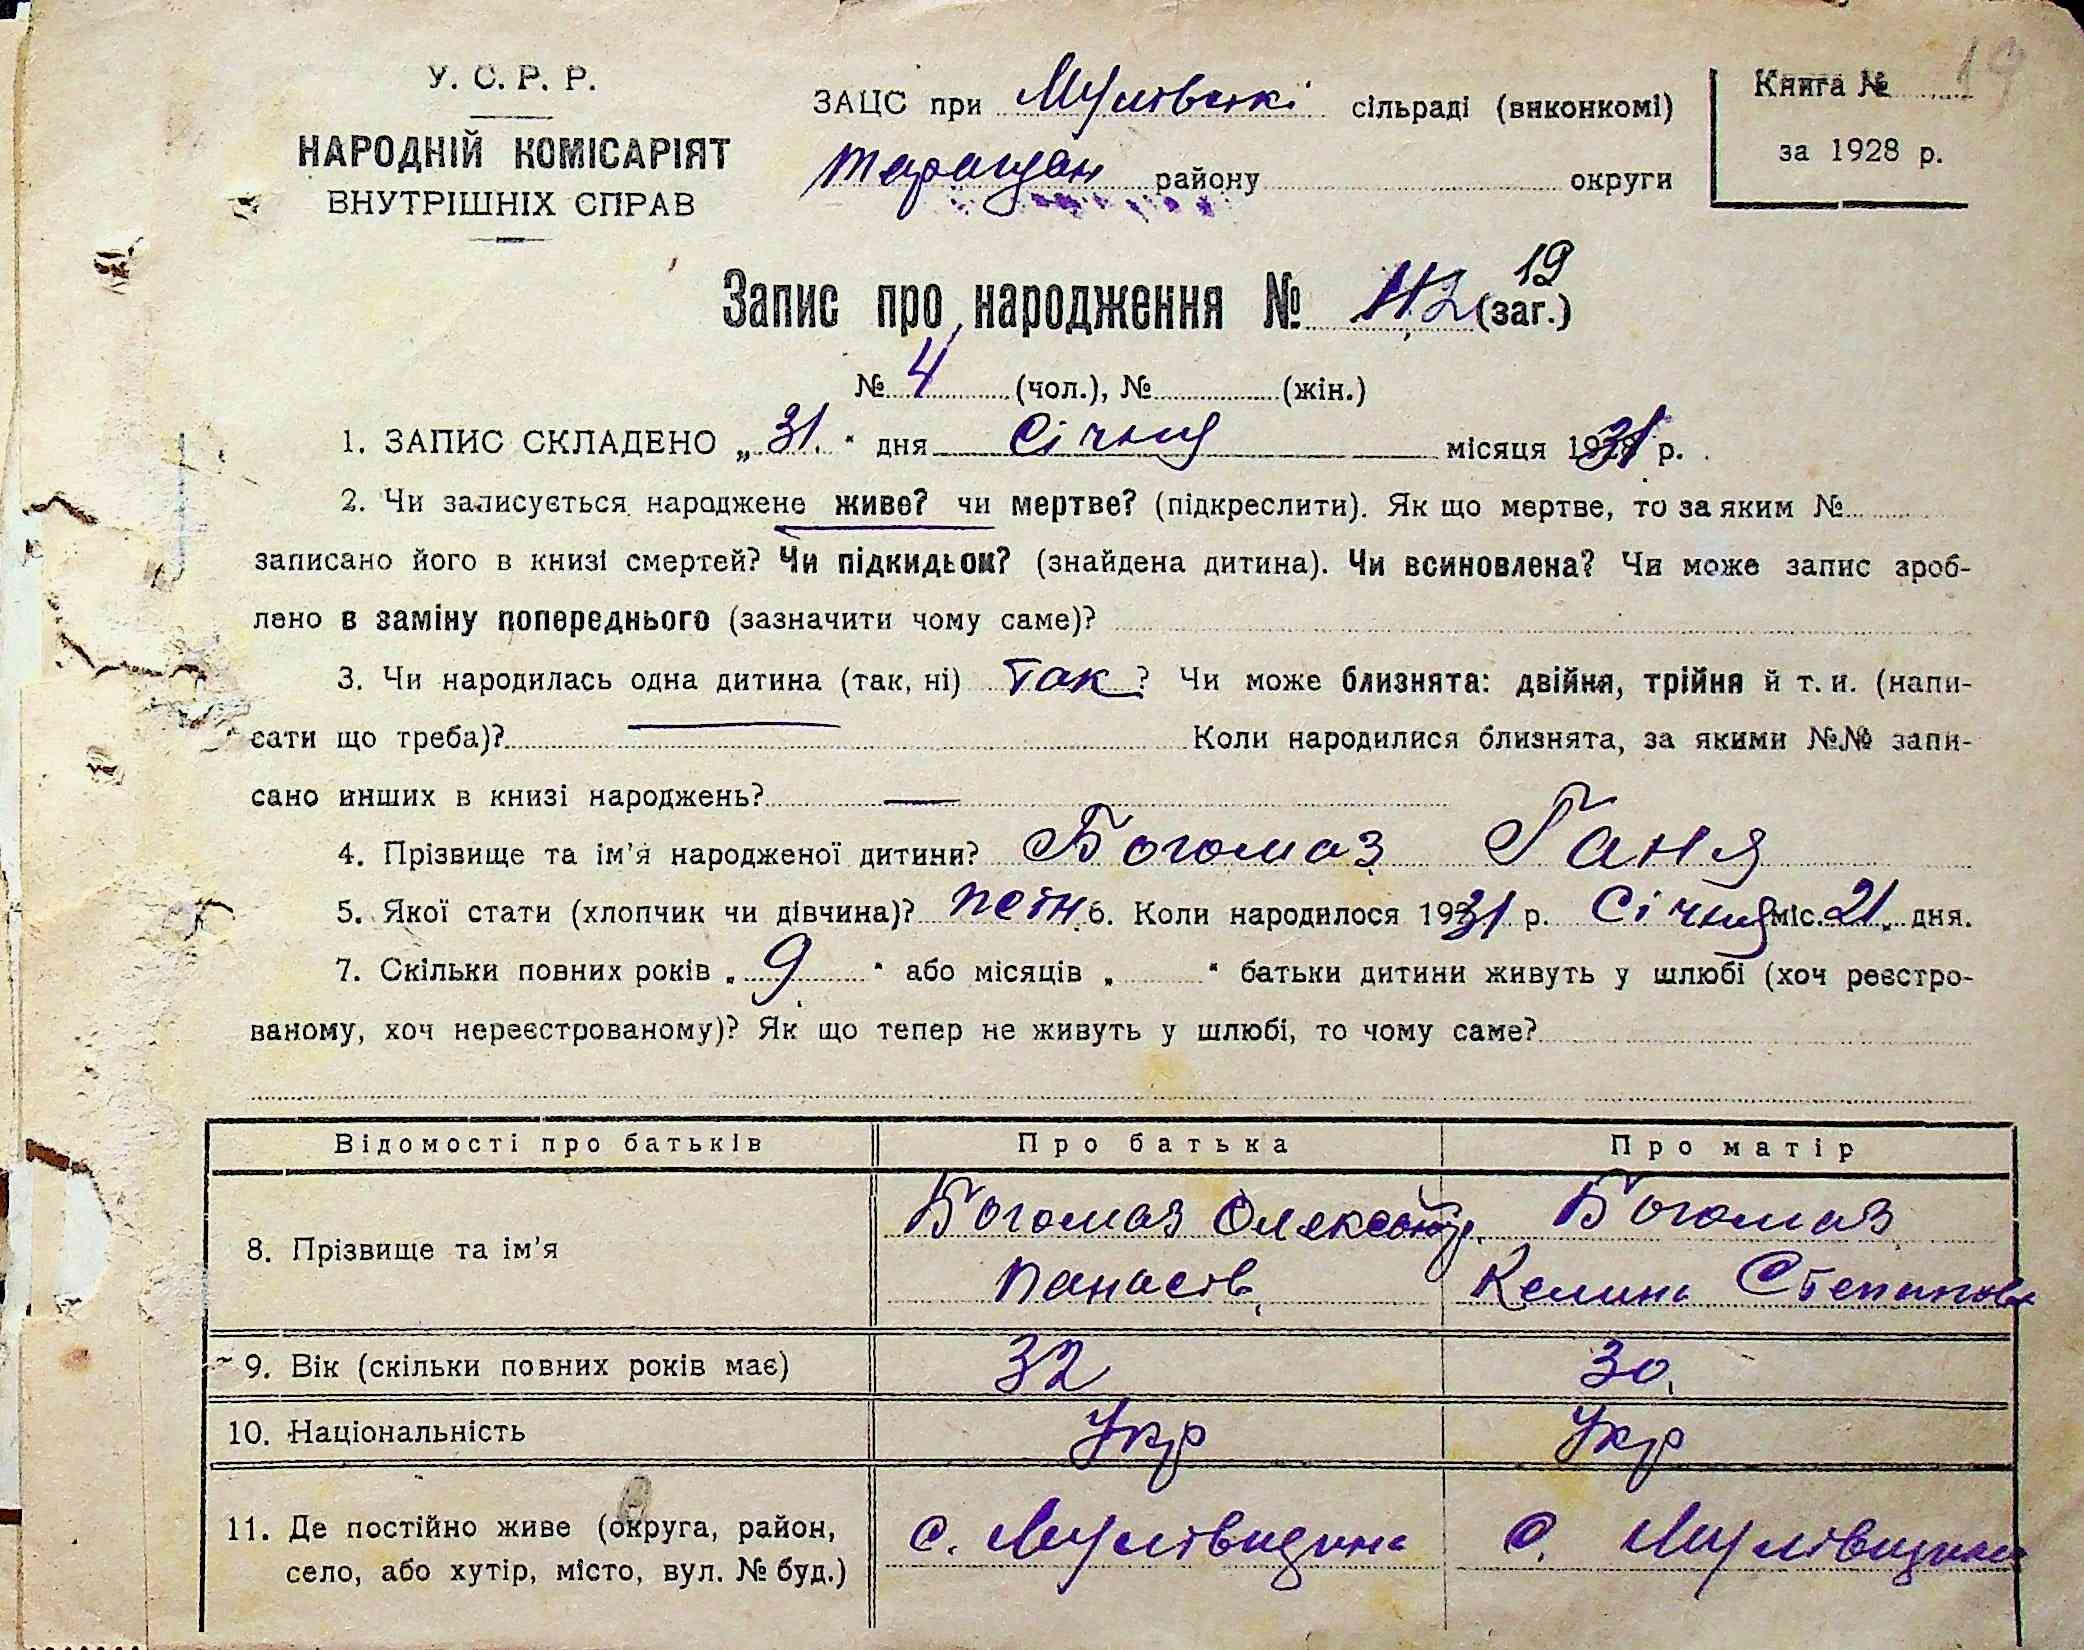 19
У. С. Р. Р.
НАРОДНІЙ КОМІСАРІЯТ
ВНУТРІШНІХ СПРАВ
ЗАЦС при сільраді (виконкомі)
району округи
Книга №
за 1928 р.
19
Запис про народження № (заг.)
№ 4 (чол.), № (жін.)
1. ЗАПИС СКЛАДЕНО „31" дня Січня місяця 1931 р.
2. Чи записується народжене живе? чи мертве? (підкреслити). Як що мертве, то за яким №
записано його в книзі смертей? Чи підкидьом? (знайдена дитина). Чи всиновлена? Чи може запис зроб-
лено в заміну попереднього (зазначити чому саме)?
3. Чи народилась одна дитина (так, ні) Так? Чи може близнята: двійня, трійня й т. и. (напи-
сати що треба)? Коли народилися близнята, за якими №№ запи-
сано инших в книзі народжень? —
4. Прізвище та ім'я народженої дитини? Богомаз Ганя
5. Якої стати (хлопчик чи дівчина)? 6. Коли народилося 1931 р. Січня міс. 21 дня.
7. Скільки повних років „9" або місяців „ " батьки дитини живуть у шлюбі (хоч реєстро-
ваному, хоч нереєстрованому)? Як що тепер не живуть у шлюбі, то чому саме?
Відомості про батьків Про батька Про матір
8. Прізвище та ім'я Богомаз Олександр Панасів Богомаз Келина Степанова
9. Вік (скільки повних років має) 32 30
10. Національність Укр Укр
11. Де постійно живе (округа, район,
село, або хутір, місто, вул. № буд.) с. Мулівщина с. Мулівщина